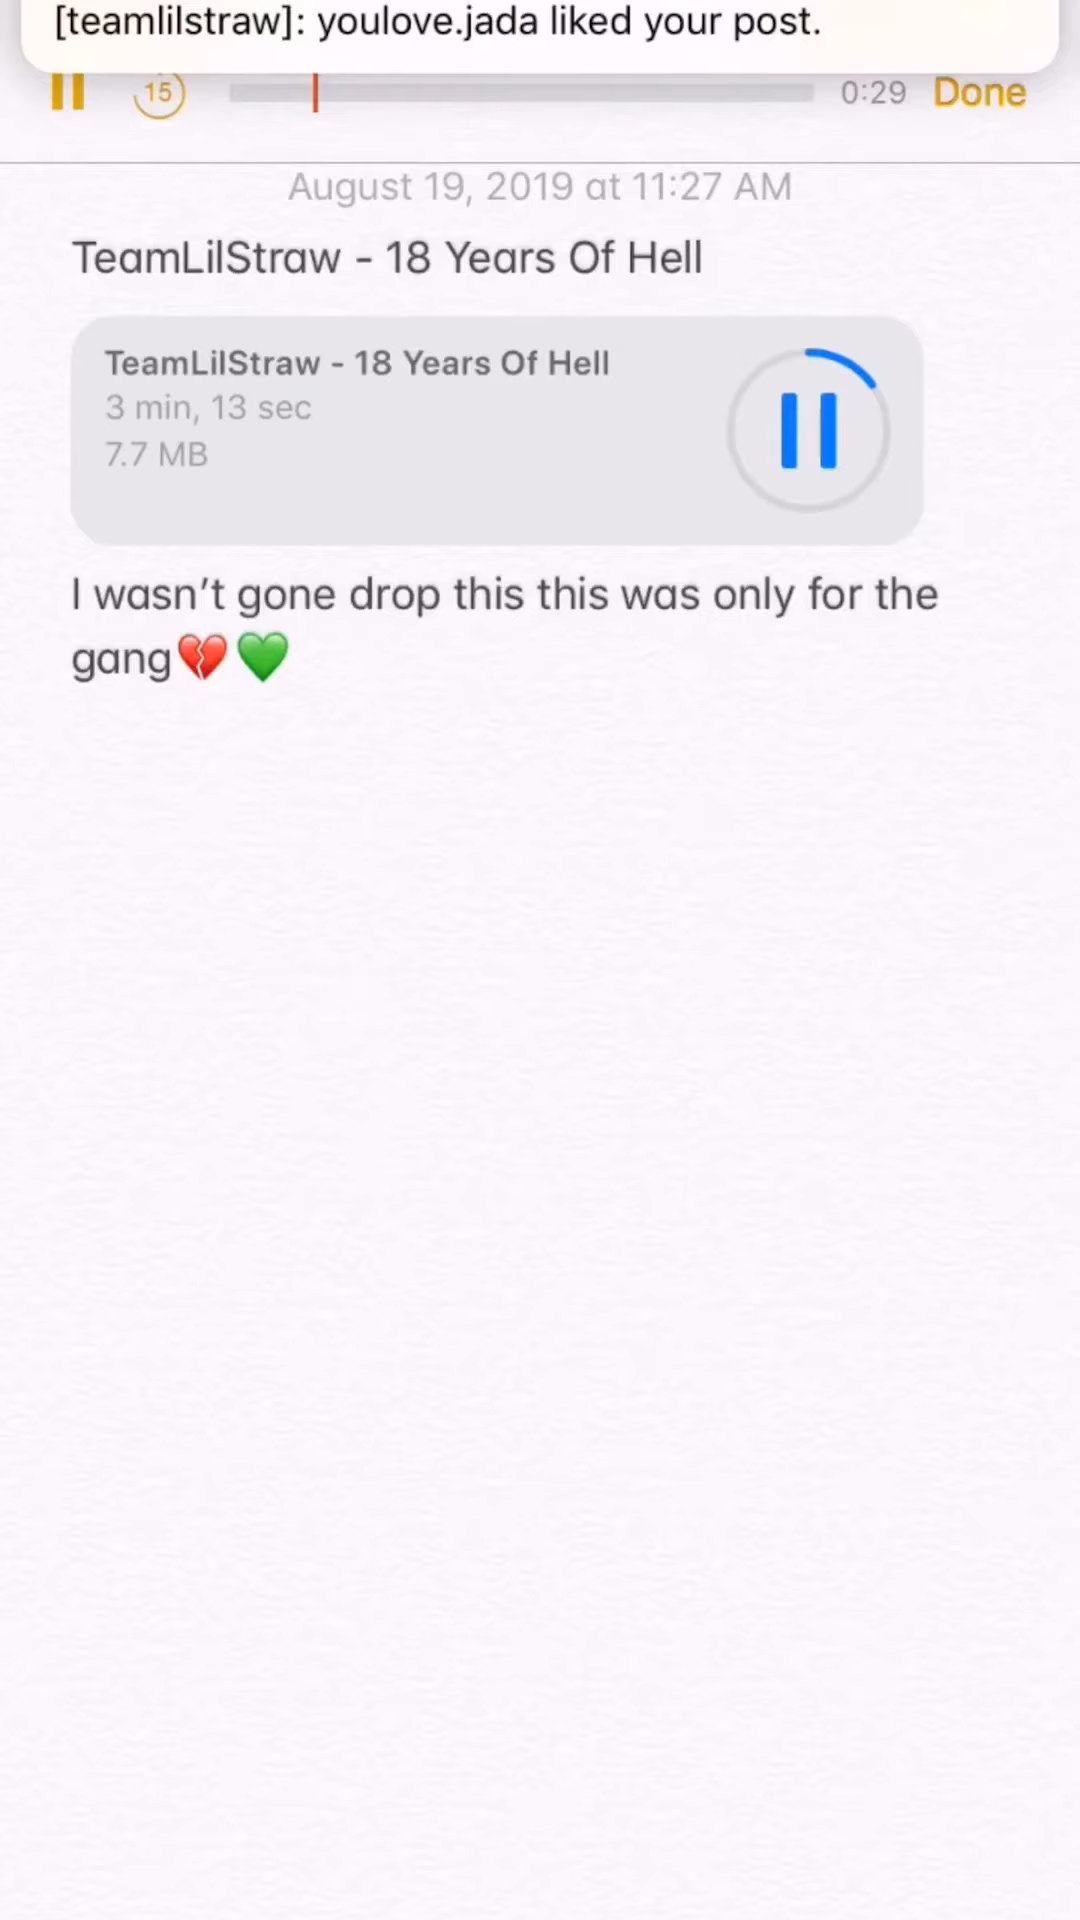 [teamlilstraw]: youlove.jada liked your post.
15
0:29
Done
August 19, 2019 at 11:27 AM
TeamLilStraw - 18 Years Of Hell
TeamLilStraw - 18 Years Of Hell
3 min, 13 sec
7.7 MB
I wasn’t gone drop this this was only for the
gang💔💚